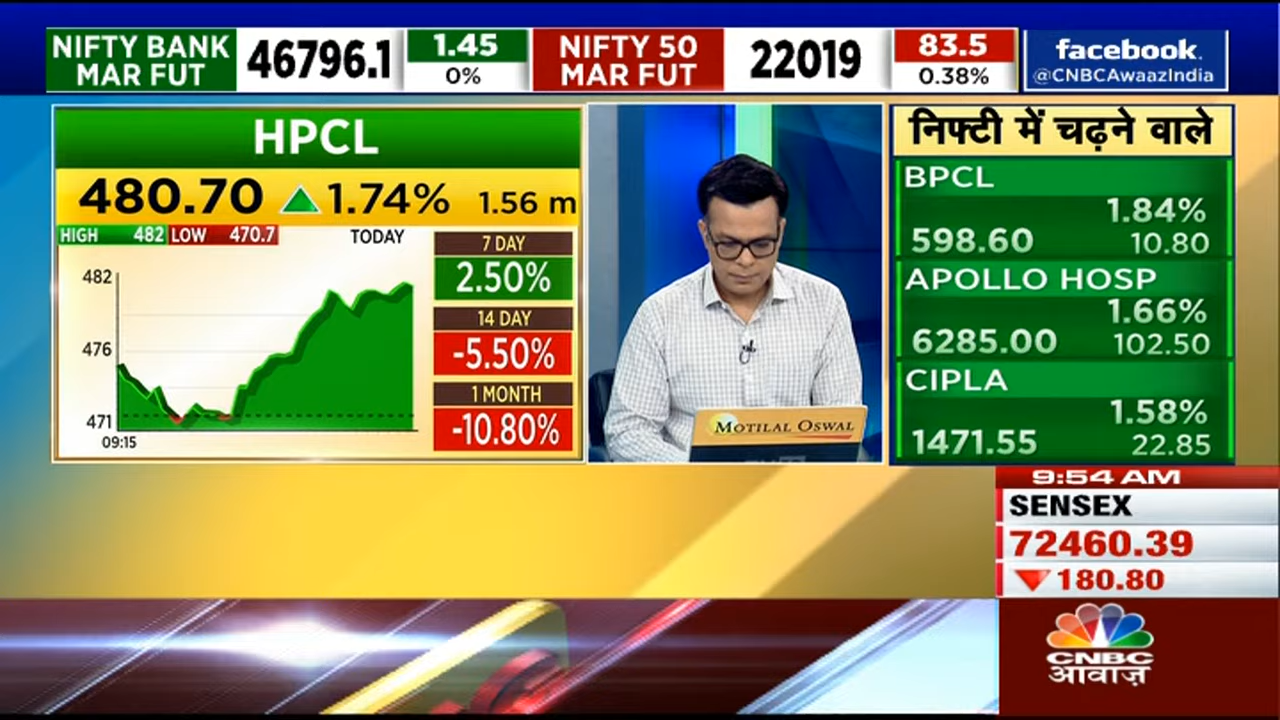 NIFTY BANK
MAR FUT
46796.1
1.45
0%
NIFTY 50
MAR FUT
22019
83.5
0.38%
facebook.
@CNBCAwaazIndia
HPCL
480.70 1.74% 1.56 m
HIGH 482 LOW 470.7
TODAY
482
476
471
09:15
7 DAY
2.50%
14 DAY
-5.50%
1 MONTH
-10.80%
MOTILAL OSWAL
निफ्टी में चढ़ने वाले
BPCL
1.84%
598.60 10.80
APOLLO HOSP
1.66%
6285.00 102.50
CIPLA
1.58%
1471.55 22.85
9:54 AM
SENSEX
72460.39
180.80
CNBC
आवाज़